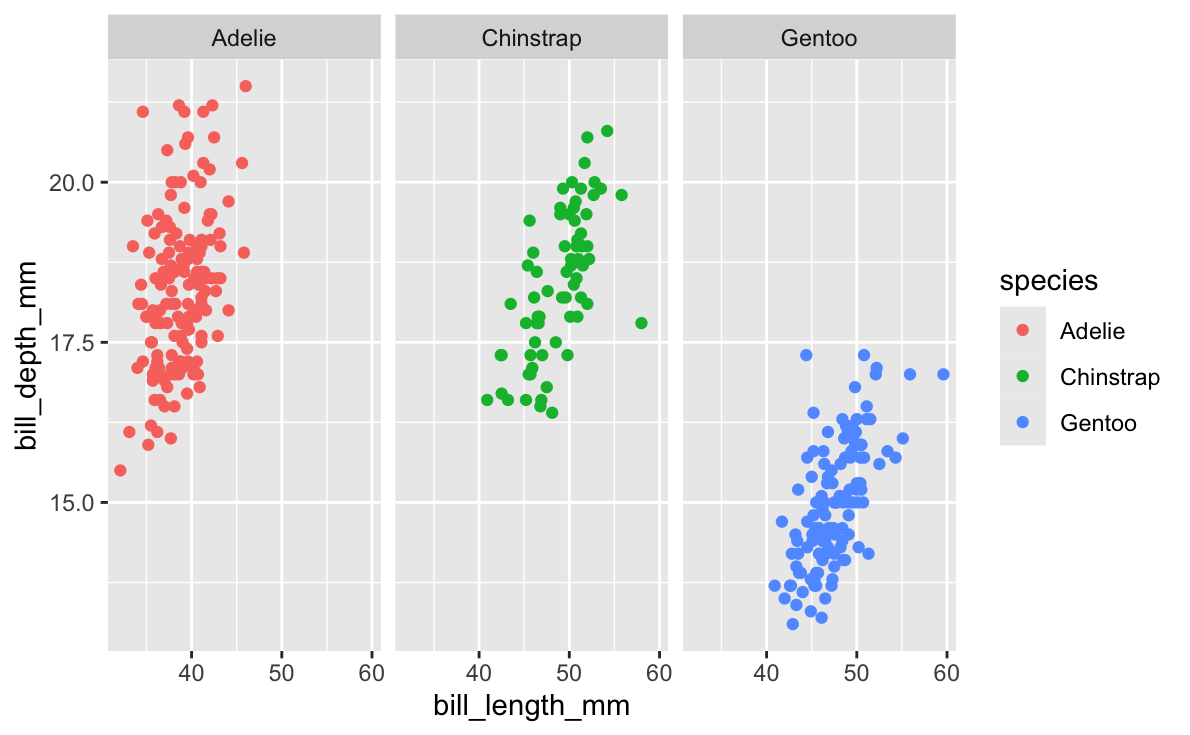 Adelie
Chinstrap
Gentoo
20.0
17.5
15.0
bill_depth_mm
40 50 60
40 50 60
40 50 60
bill_length_mm
species
Adelie
Chinstrap
Gentoo